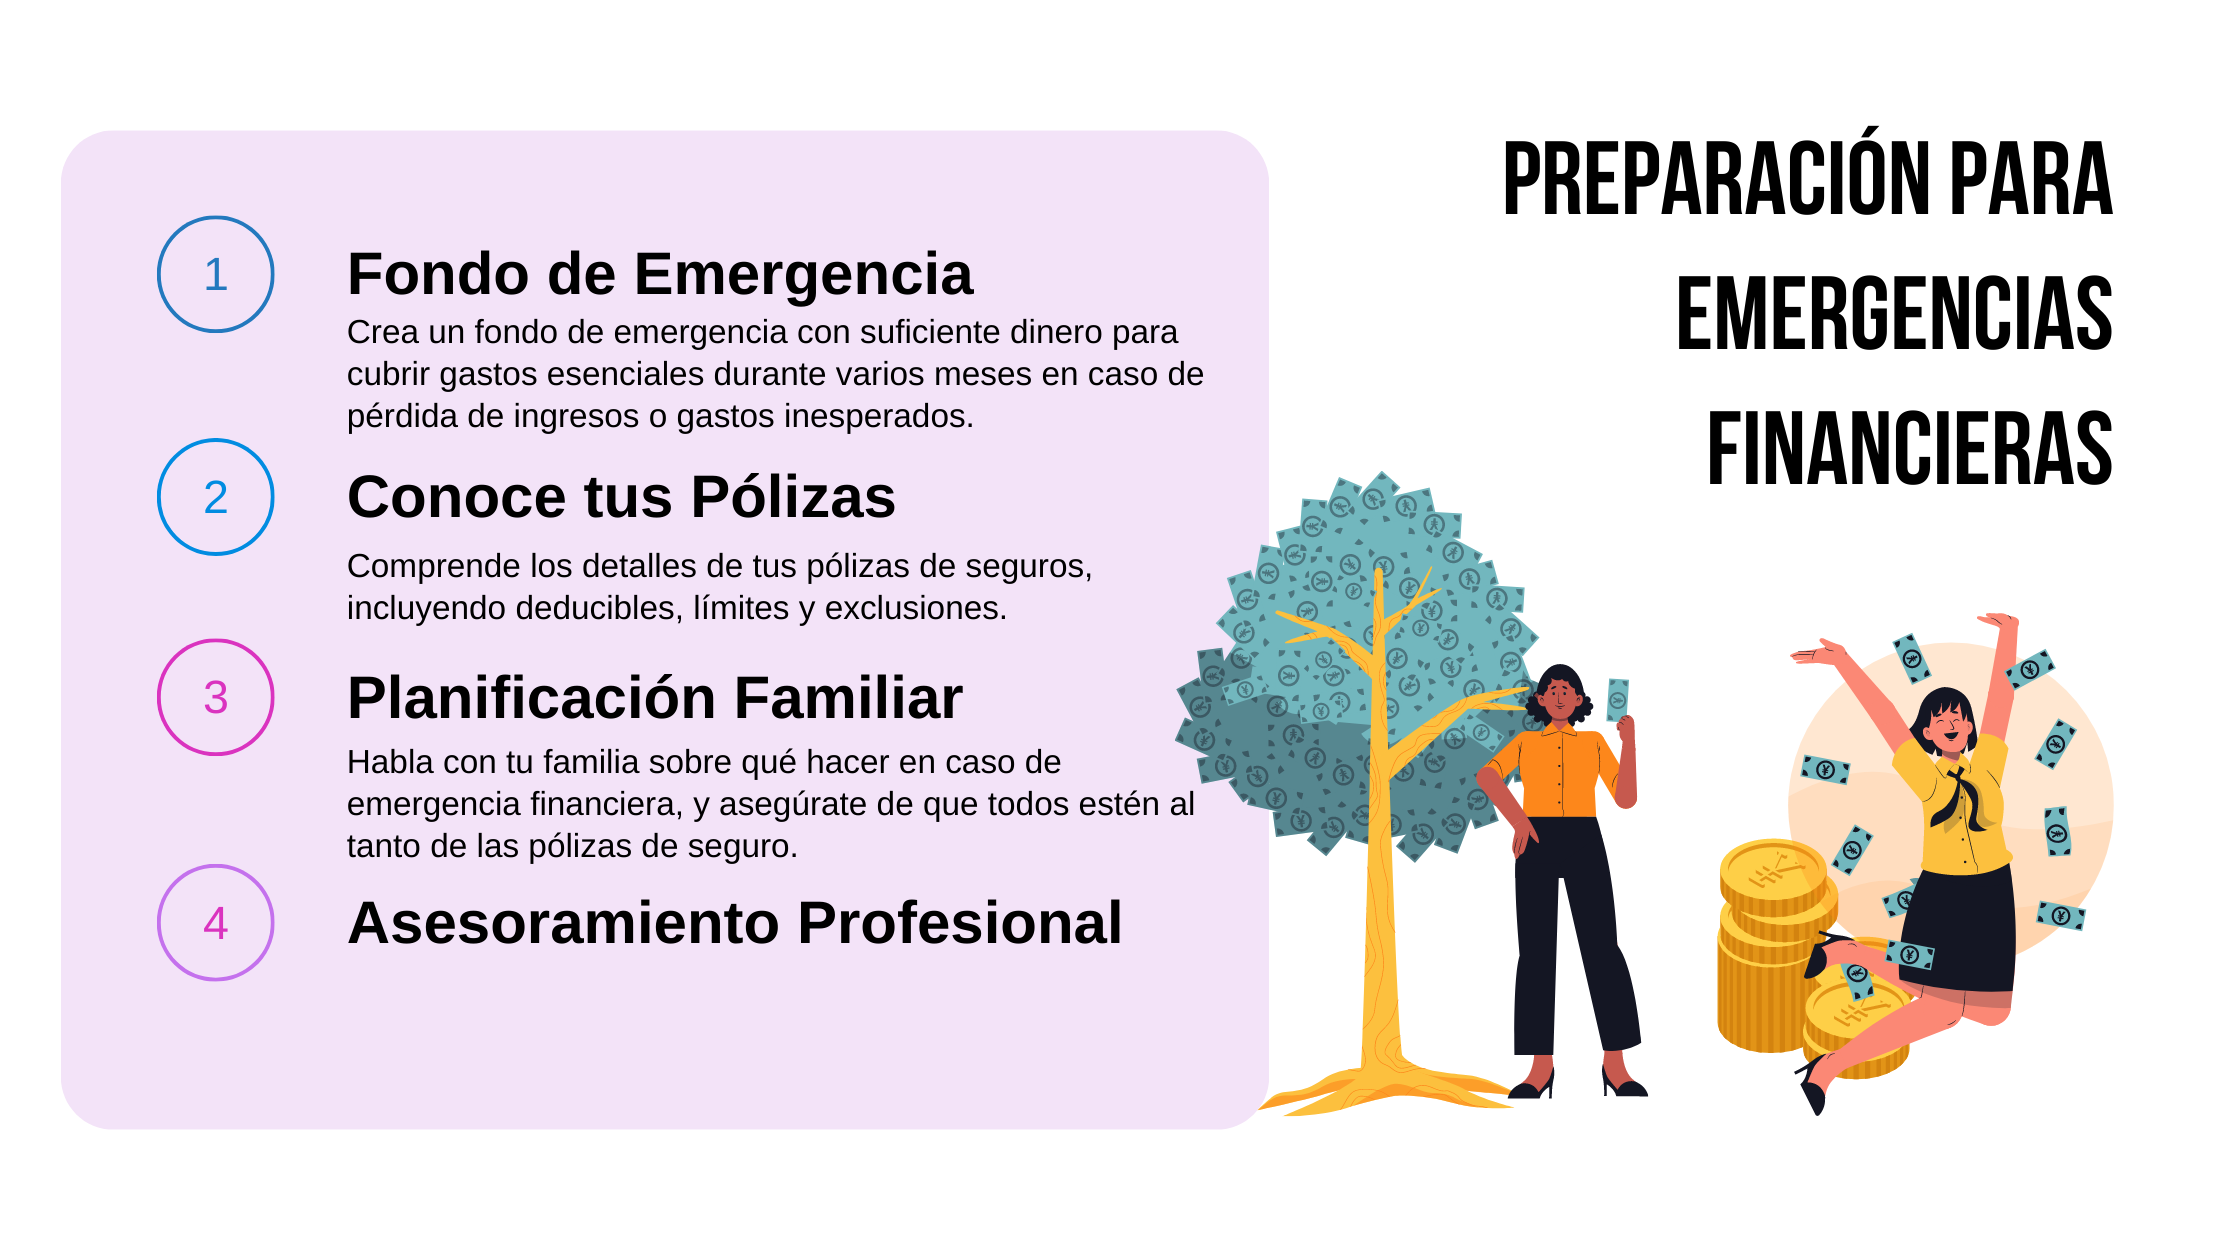 PREPARACIÓN PARA
EMERGENCIAS
FINANCIERAS
1
Fondo de Emergencia
Crea un fondo de emergencia con suficiente dinero para
cubrir gastos esenciales durante varios meses en caso de
pérdida de ingresos o gastos inesperados.
2
Conoce tus Pólizas
Comprende los detalles de tus pólizas de seguros,
incluyendo deducibles, límites y exclusiones.
3
Planificación Familiar
Habla con tu familia sobre qué hacer en caso de
emergencia financiera, y asegúrate de que todos estén al
tanto de las pólizas de seguro.
4
Asesoramiento Profesional